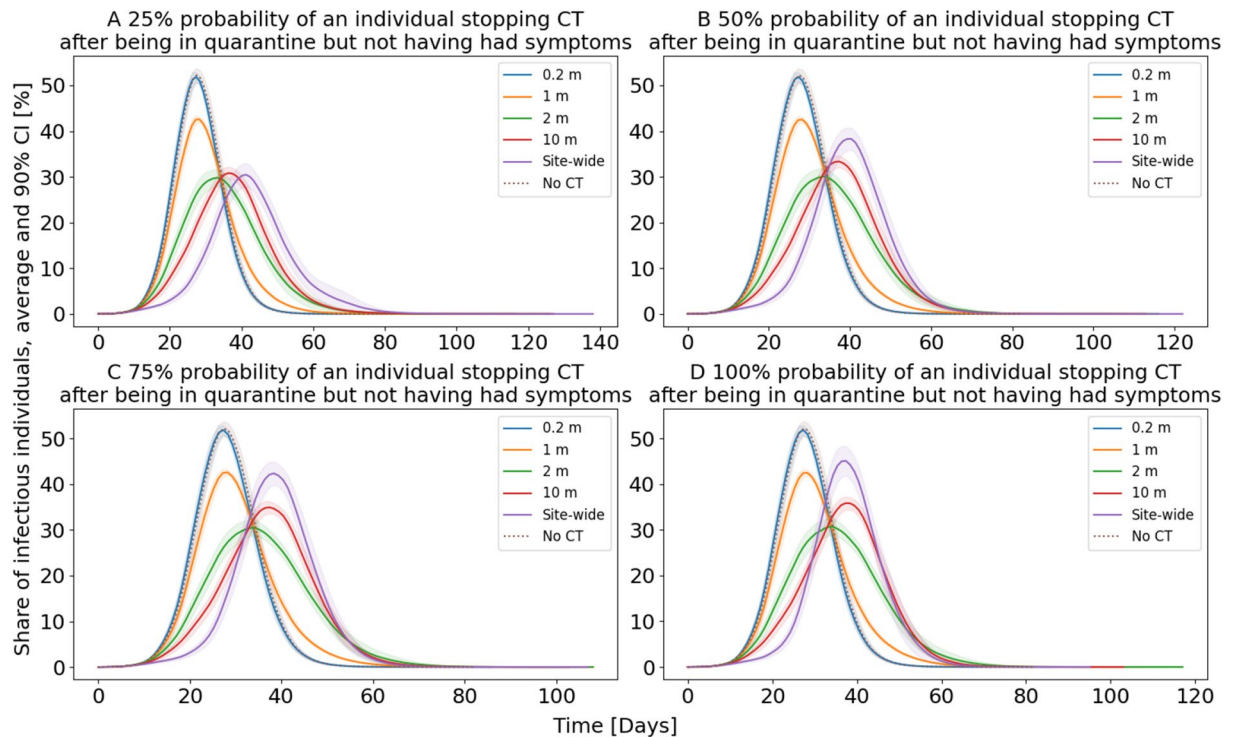 A 25% probability of an individual stopping CT
after being in quarantine but not having had symptoms
B 50% probability of an individual stopping CT
after being in quarantine but not having had symptoms
Share of infectious individuals, average and 90% CI [%]
50
40
30
20
10
0
0 20 40 60 80 100 120 140
0.2 m
1 m
2 m
10 m
Site-wide
No CT
50
40
30
20
10
0
0 20 40 60 80 100 120
0.2 m
1 m
2 m
10 m
Site-wide
No CT
C 75% probability of an individual stopping CT
after being in quarantine but not having had symptoms
D 100% probability of an individual stopping CT
after being in quarantine but not having had symptoms
50
40
30
20
10
0
0 20 40 60 80 100
0.2 m
1 m
2 m
10 m
Site-wide
No CT
50
40
30
20
10
0
0 20 40 60 80 100 120
0.2 m
1 m
2 m
10 m
Site-wide
No CT
Time [Days]